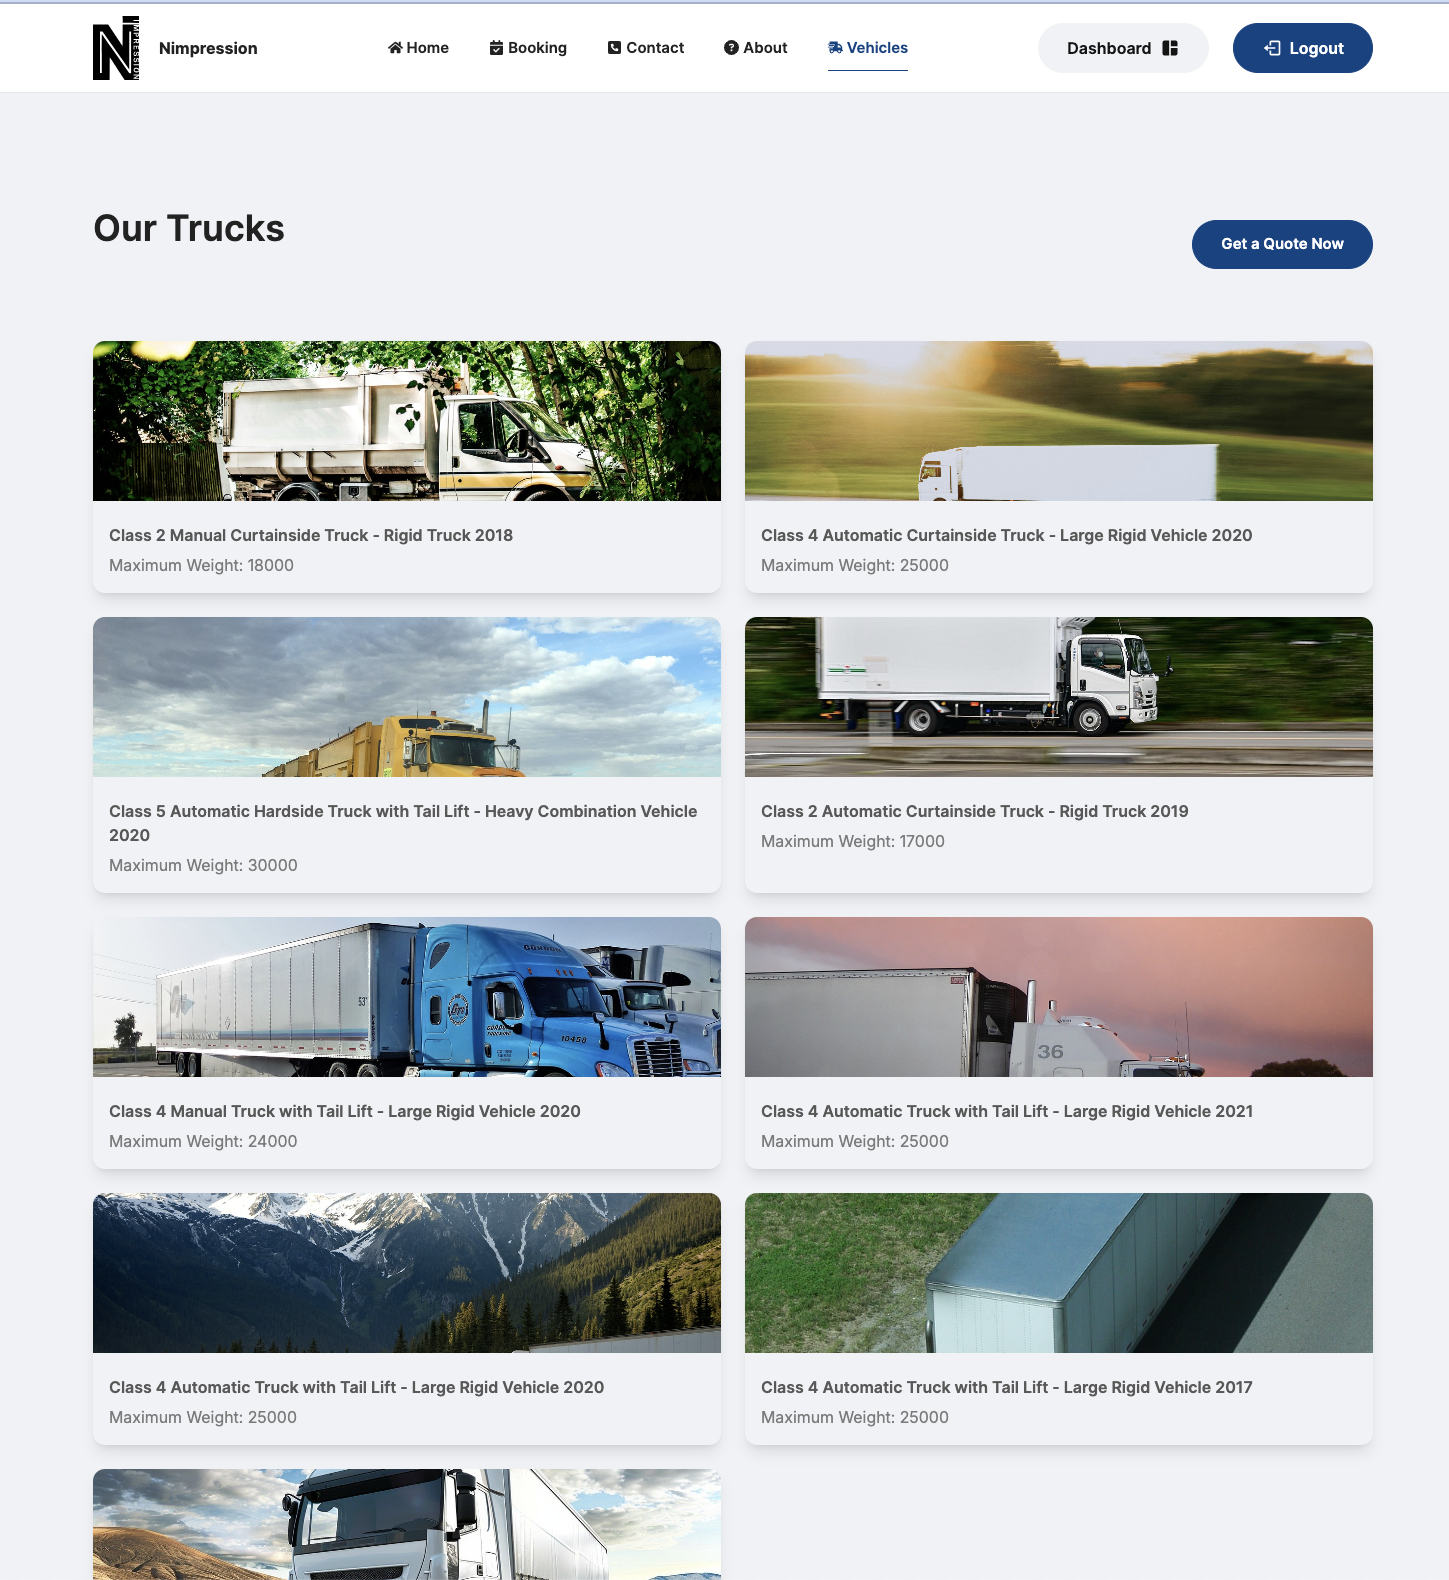 NIMPRESSION
Nimpression
Home
Booking
Contact
About
Vehicles
Dashboard
Logout
Our Trucks
Get a Quote Now
Class 2 Manual Curtainside Truck - Rigid Truck 2018
Maximum Weight: 18000
Class 4 Automatic Curtainside Truck - Large Rigid Vehicle 2020
Maximum Weight: 25000
Class 5 Automatic Hardside Truck with Tail Lift - Heavy Combination Vehicle
2020
Maximum Weight: 30000
Class 2 Automatic Curtainside Truck - Rigid Truck 2019
Maximum Weight: 17000
53'
GORDON
GORDON
TRUCKING
10458
Class 4 Manual Truck with Tail Lift - Large Rigid Vehicle 2020
Maximum Weight: 24000
36
Class 4 Automatic Truck with Tail Lift - Large Rigid Vehicle 2021
Maximum Weight: 25000
Class 4 Automatic Truck with Tail Lift - Large Rigid Vehicle 2020
Maximum Weight: 25000
Class 4 Automatic Truck with Tail Lift - Large Rigid Vehicle 2017
Maximum Weight: 25000